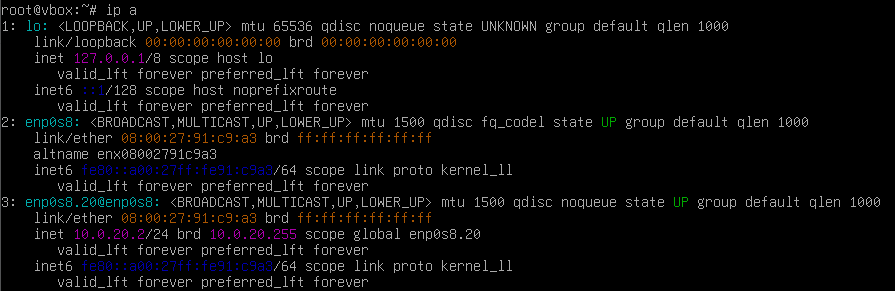 root@vbox:~# ip a
1: lo: <LOOPBACK,UP,LOWER_UP> mtu 65536 qdisc noqueue state UNKNOWN group default qlen 1000
    link/loopback 00:00:00:00:00:00 brd 00:00:00:00:00:00
    inet 127.0.0.1/8 scope host lo
       valid_lft forever preferred_lft forever
    inet6 ::1/128 scope host noprefixroute
       valid_lft forever preferred_lft forever
2: enp0s8: <BROADCAST,MULTICAST,UP,LOWER_UP> mtu 1500 qdisc fq_codel state UP group default qlen 1000
    link/ether 08:00:27:91:c9:a3 brd ff:ff:ff:ff:ff:ff
    altname enx08002791c9a3
    inet6 fe80::a00:27ff:fe91:c9a3/64 scope link proto kernel_ll
       valid_lft forever preferred_lft forever
3: enp0s8.20@enp0s8: <BROADCAST,MULTICAST,UP,LOWER_UP> mtu 1500 qdisc noqueue state UP group default qlen 1000
    link/ether 08:00:27:91:c9:a3 brd ff:ff:ff:ff:ff:ff
    inet 10.0.20.2/24 brd 10.0.20.255 scope global enp0s8.20
       valid_lft forever preferred_lft forever
    inet6 fe80::a00:27ff:fe91:c9a3/64 scope link proto kernel_ll
       valid_lft forever preferred_lft forever